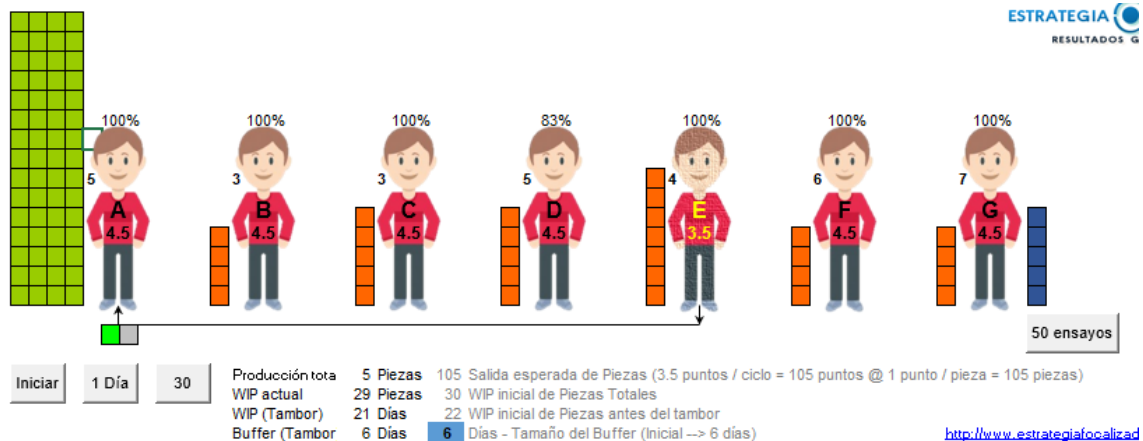 ESTRATEGIA
RESULTADOS G
100% 100% 100% 83% 100% 100% 100%
5 3 3 5 4 6 7
A B C D E F G
4.5 4.5 4.5 4.5 3.5 4.5 4.5
50 ensayos
Iniciar 1 Día 30
Producción tota 5 Piezas 105 Salida esperada de Piezas (3.5 puntos / ciclo = 105 puntos @ 1 punto / pieza = 105 piezas)
WIP actual 29 Piezas 30 WIP inicial de Piezas Totales
WIP (Tambor) 21 Días 22 WIP inicial de Piezas antes del tambor
Buffer (Tambor 6 Días 6 Días - Tamaño del Buffer (Inicial --> 6 días)
http://www.estrategiafocalizad